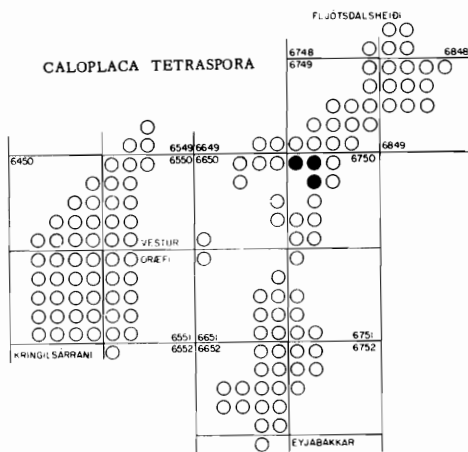 FLJÓTSDALSHEIÐI
6748 6848
6749
CALOPLACA TETRASPORA
6549 6649 6849
6450 6550 6650 6750
VESTUR
ÖRÆFI
6551 6651 6751
KRINGILSÁRRANI 6552 6652 6752
EYJABAKKAR